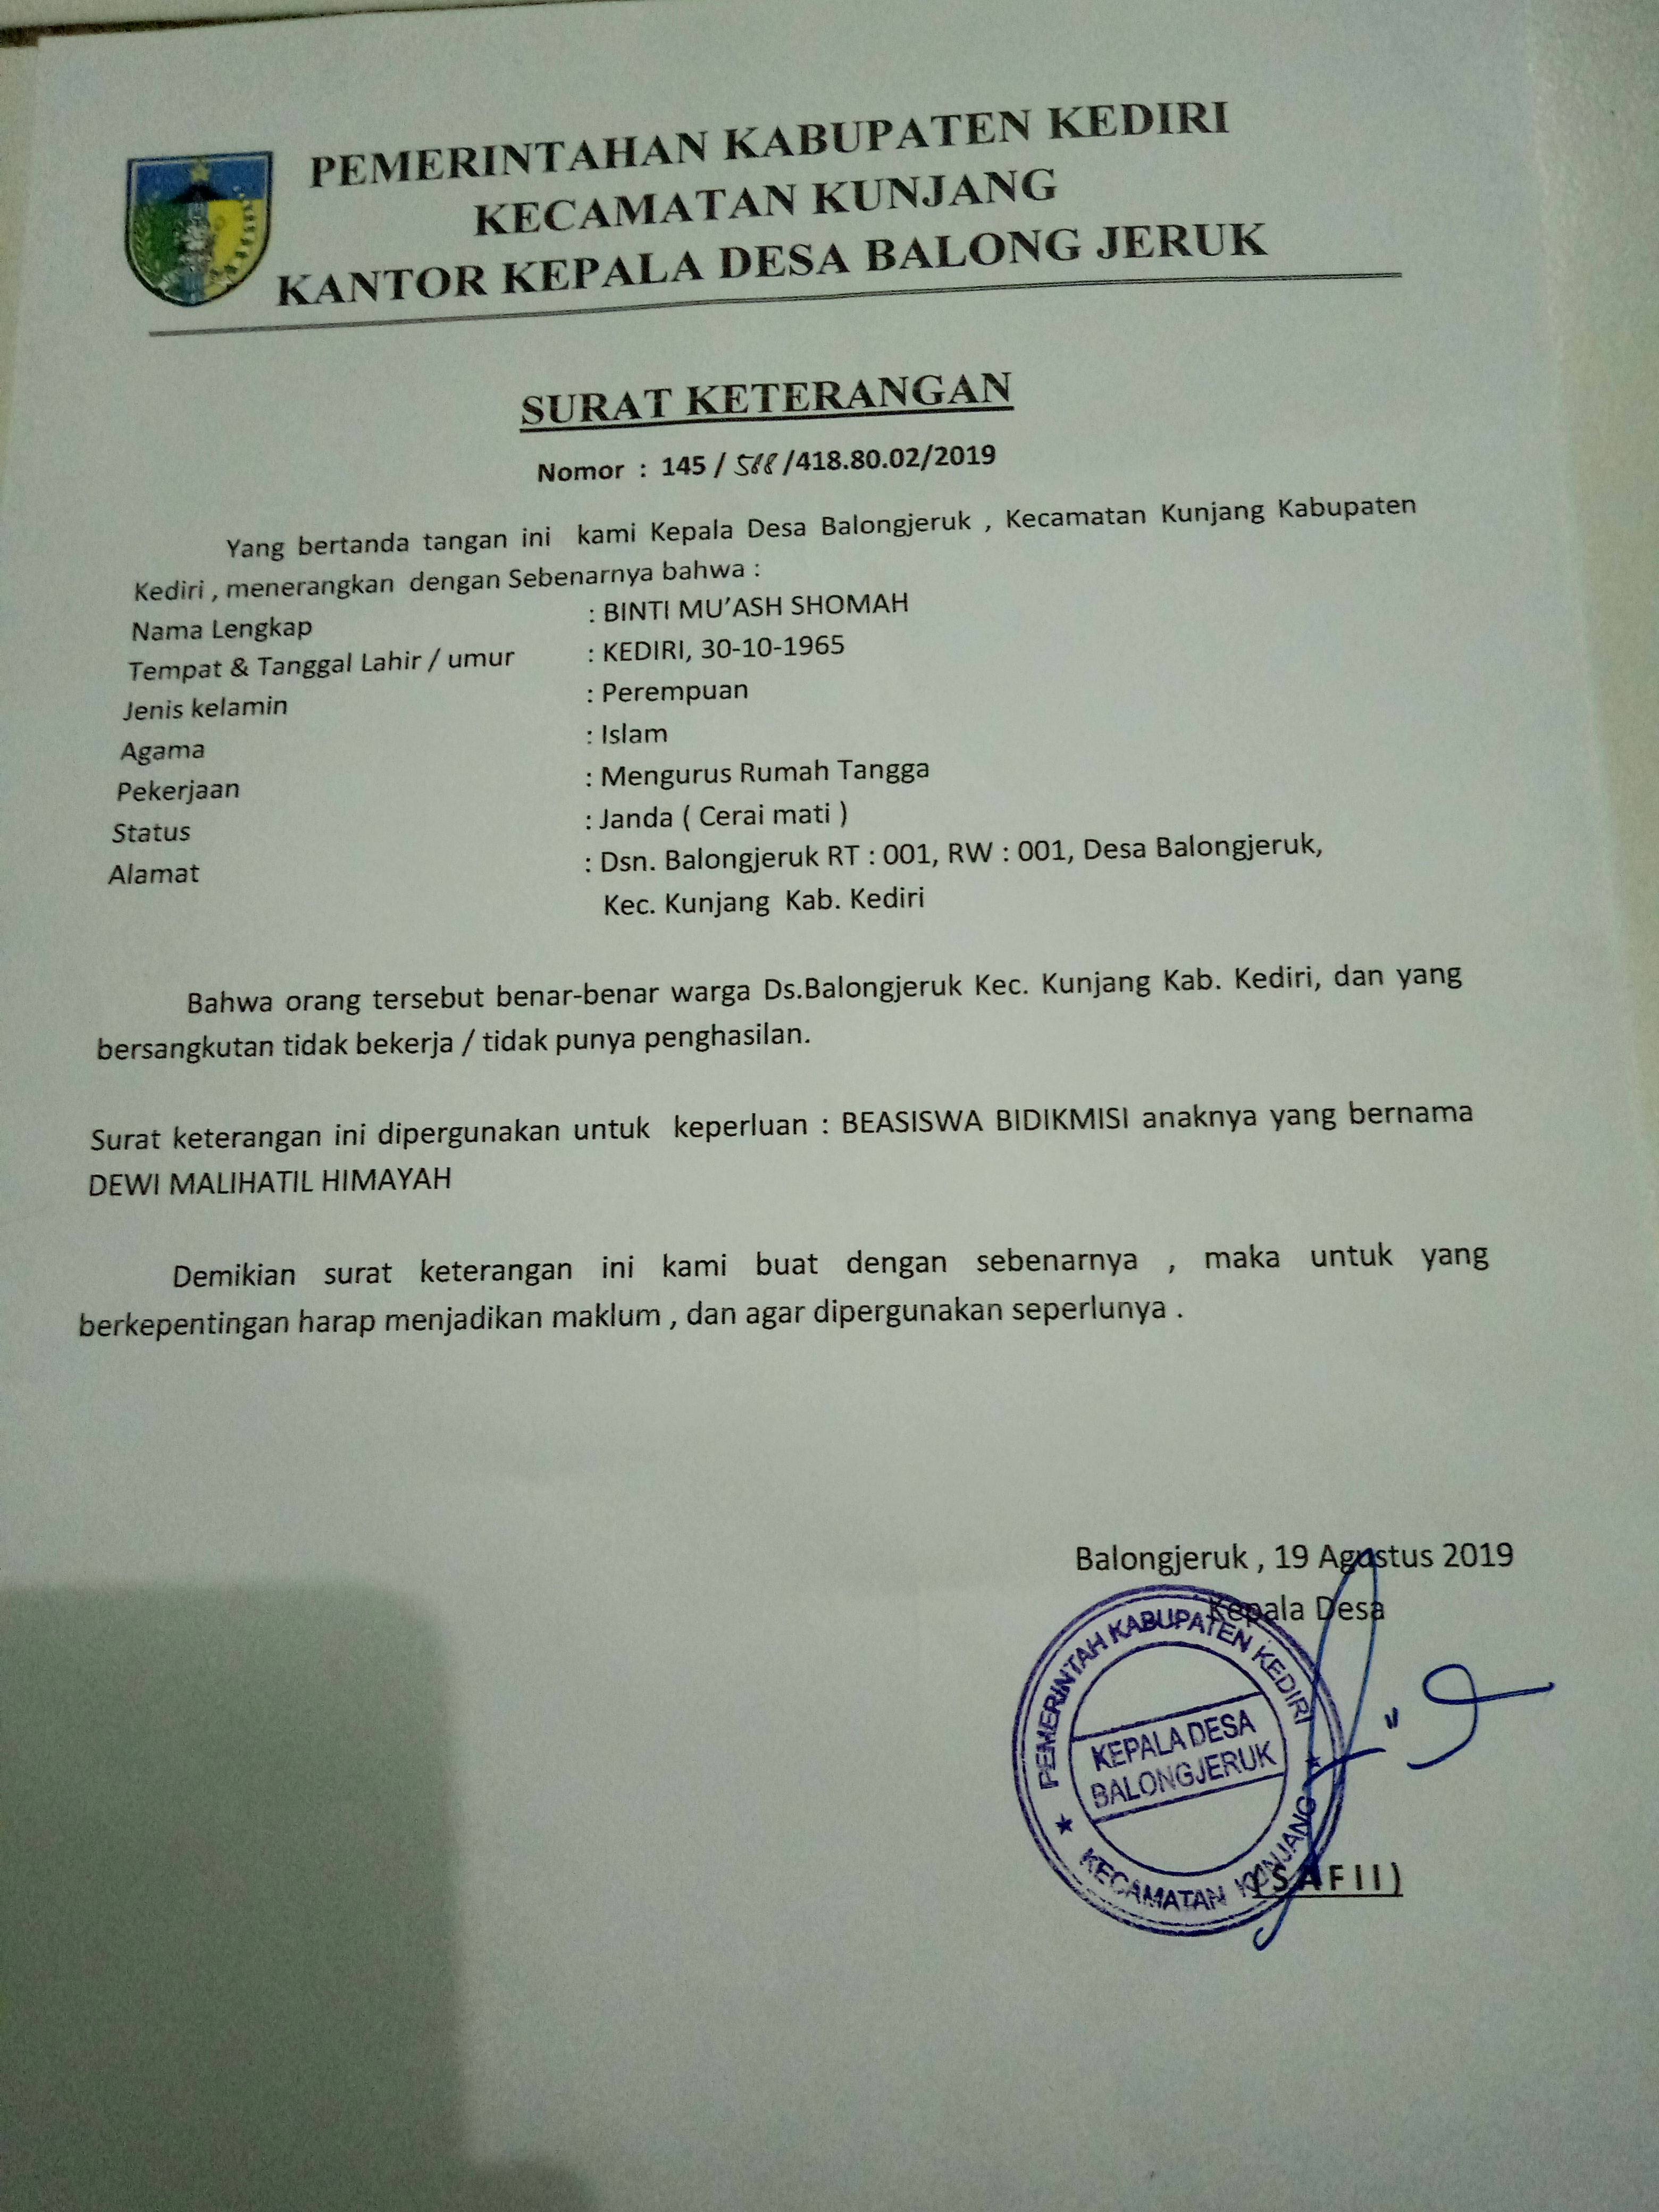 PEMERINTAHAN KABUPATEN KEDIRI
KECAMATAN KUNJANG
KANTOR KEPALA DESA BALONG JERUK
SURAT KETERANGAN
Nomor : 145 / 588 /418.80.02/2019
Yang bertanda tangan ini kami Kepala Desa Balongjeruk , Kecamatan Kunjang Kabupaten
Kediri , menerangkan dengan Sebenarnya bahwa :
Nama Lengkap : BINTI MU’ASH SHOMAH
Tempat & Tanggal Lahir / umur : KEDIRI, 30-10-1965
Jenis kelamin : Perempuan
Agama : Islam
Pekerjaan : Mengurus Rumah Tangga
Status : Janda ( Cerai mati )
Alamat : Dsn. Balongjeruk RT : 001, RW : 001, Desa Balongjeruk,
Kec. Kunjang Kab. Kediri
Bahwa orang tersebut benar-benar warga Ds.Balongjeruk Kec. Kunjang Kab. Kediri, dan yang
bersangkutan tidak bekerja / tidak punya penghasilan.
Surat keterangan ini dipergunakan untuk keperluan : BEASISWA BIDIKMISI anaknya yang bernama
DEWI MALIHATIL HIMAYAH
Demikian surat keterangan ini kami buat dengan sebenarnya , maka untuk yang
berkepentingan harap menjadikan maklum , dan agar dipergunakan seperlunya .
Balongjeruk , 19 Agustus 2019
Kepala Desa
PEMERINTAH KABUPATEN KEDIRI
KEPALA DESA
BALONGJERUK
KECAMATAN KUNJANG
( S A F I I )